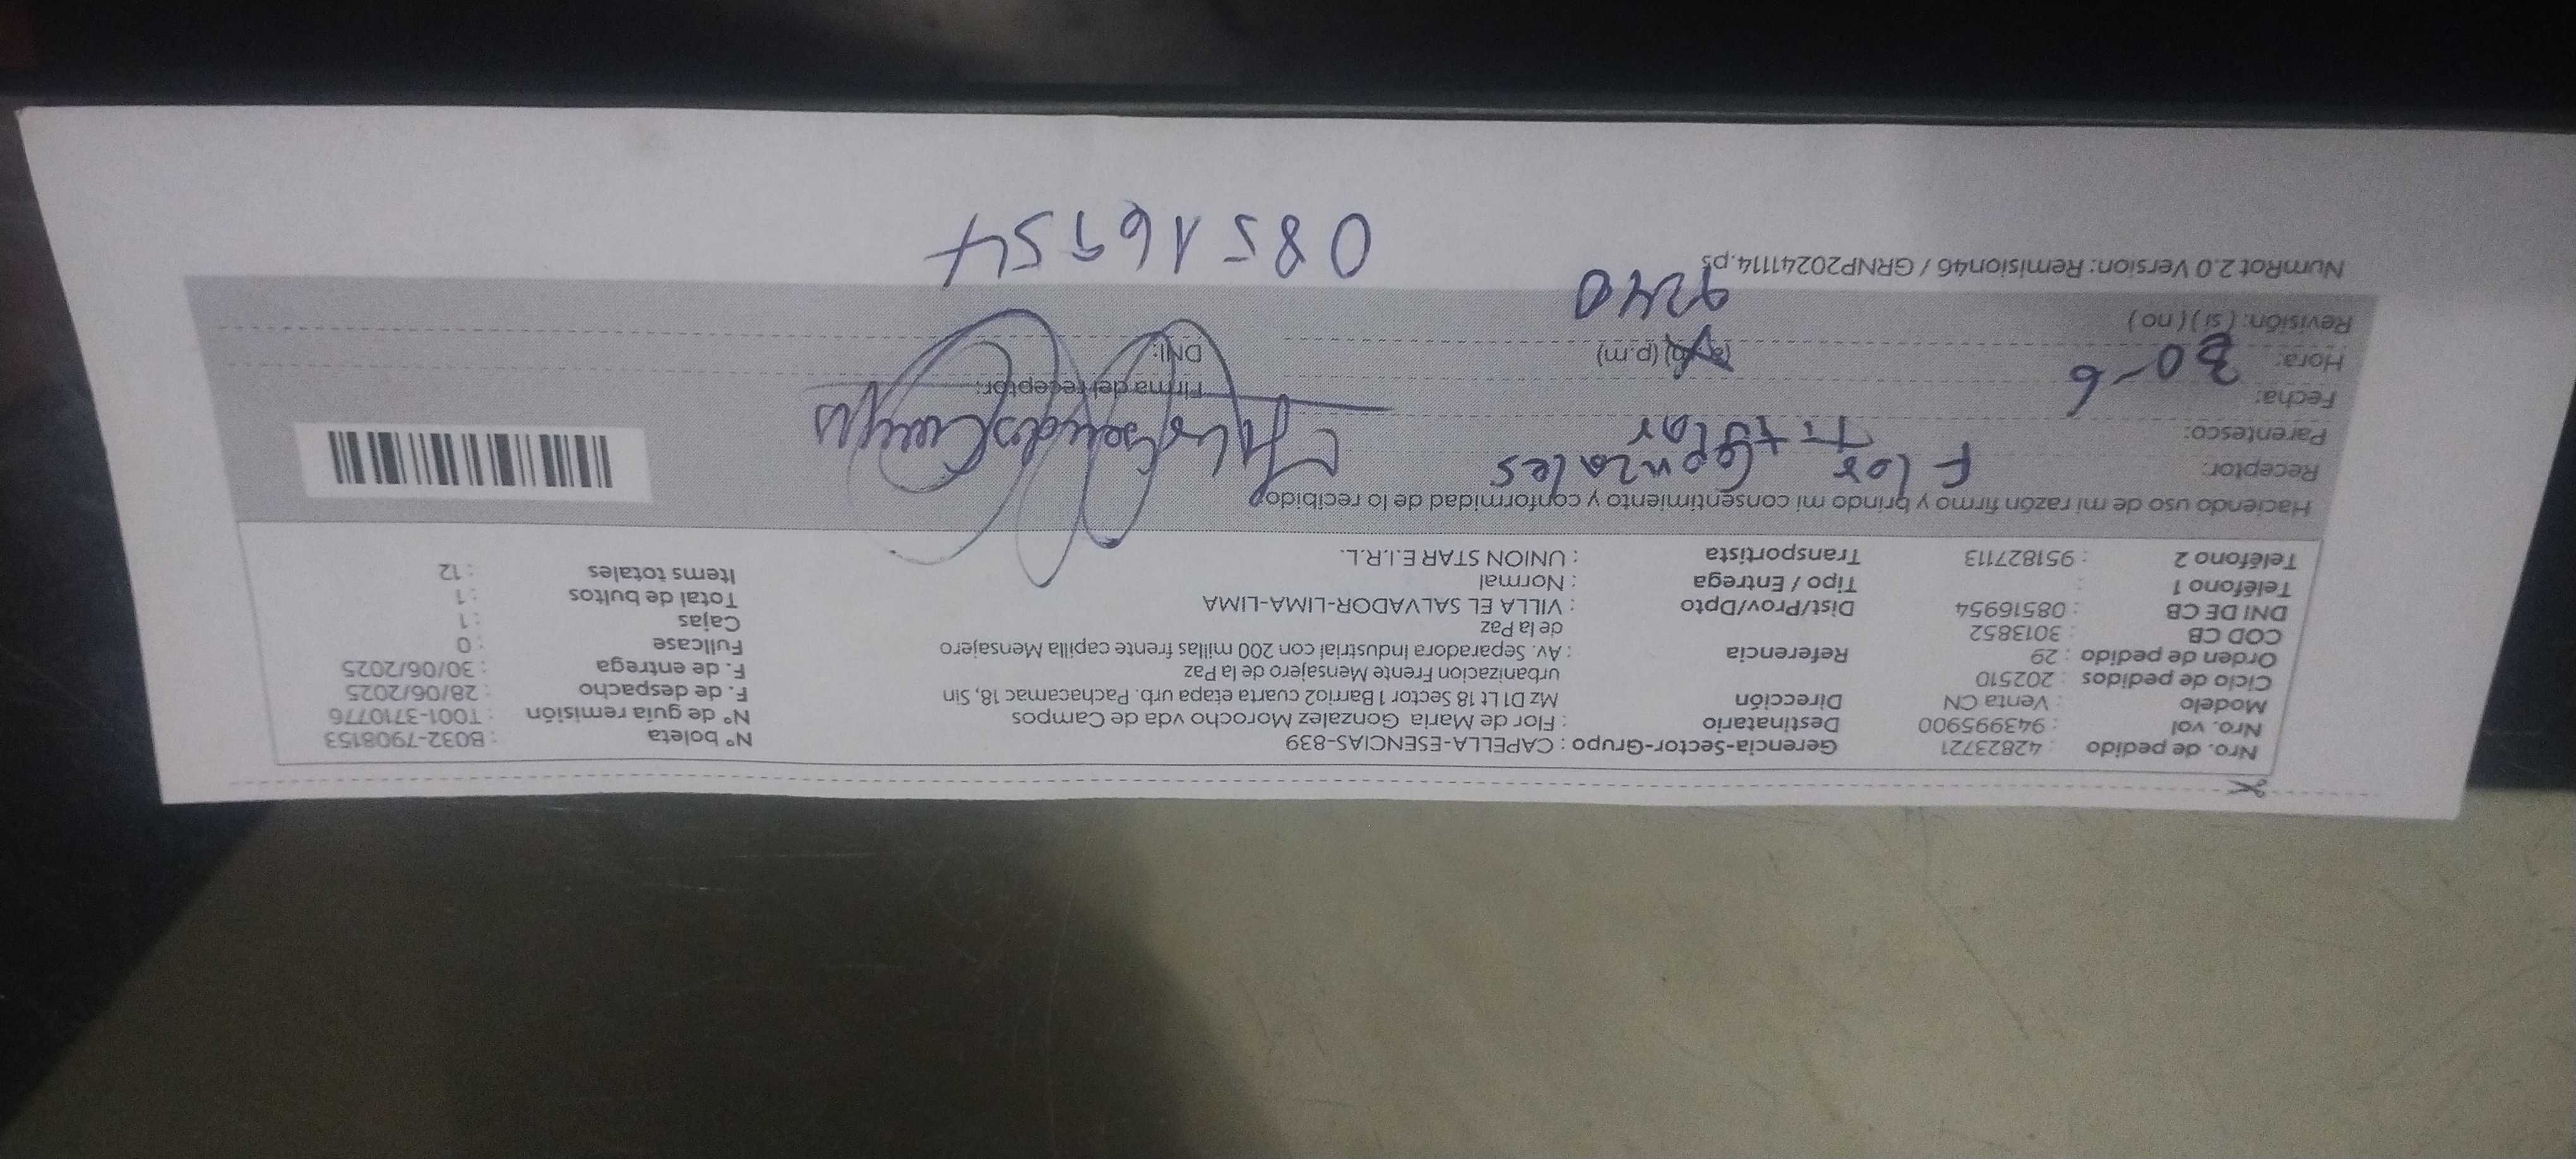 Nro. de pedido : 42823721 Gerencia-Sector-Grupo : CAPELLA-ESENCIAS-839 N° boleta : B032-7908153
Nro. vol : 943995900 Destinatario : Flor de Maria Gonzalez Morocho vda de Campos N° de guía remisión : T001-3710776
Modelo : Venta CN Dirección Mz D1 Lt 18 Sector 1 Barrio2 cuarta etapa urb. Pachacamac 18, Sin F. de despacho : 28/06/2025
Ciclo de pedidos : 202510 urbanizacion Frente Mensajero de la Paz F. de entrega : 30/06/2025
Orden de pedido : 29 Referencia : Av. Separadora Industrial con 200 millas frente capilla Mensajero Fullcase : 0
COD CB : 3013852 de la Paz Cajas : 1
DNI DE CB : 08516954 Dist/Prov/Dpto : VILLA EL SALVADOR-LIMA-LIMA Total de bultos : 1
Teléfono 1 : Tipo / Entrega : Normal Items totales : 12
Teléfono 2 : 951827113 Transportista : UNION STAR E.I.R.L.
Haciendo uso de mi razón firmo y brindo mi consentimiento y conformidad de lo recibido.
Receptor: Flor Gonzales
Parentesco: Titular
Fecha: 30-6 Firma del receptor:
Hora: (p.m) DNI:
Revisión: (si) (no) 9240
NumRot 2.0 Version: Remision46 / GRNP20241114.ps 08516954